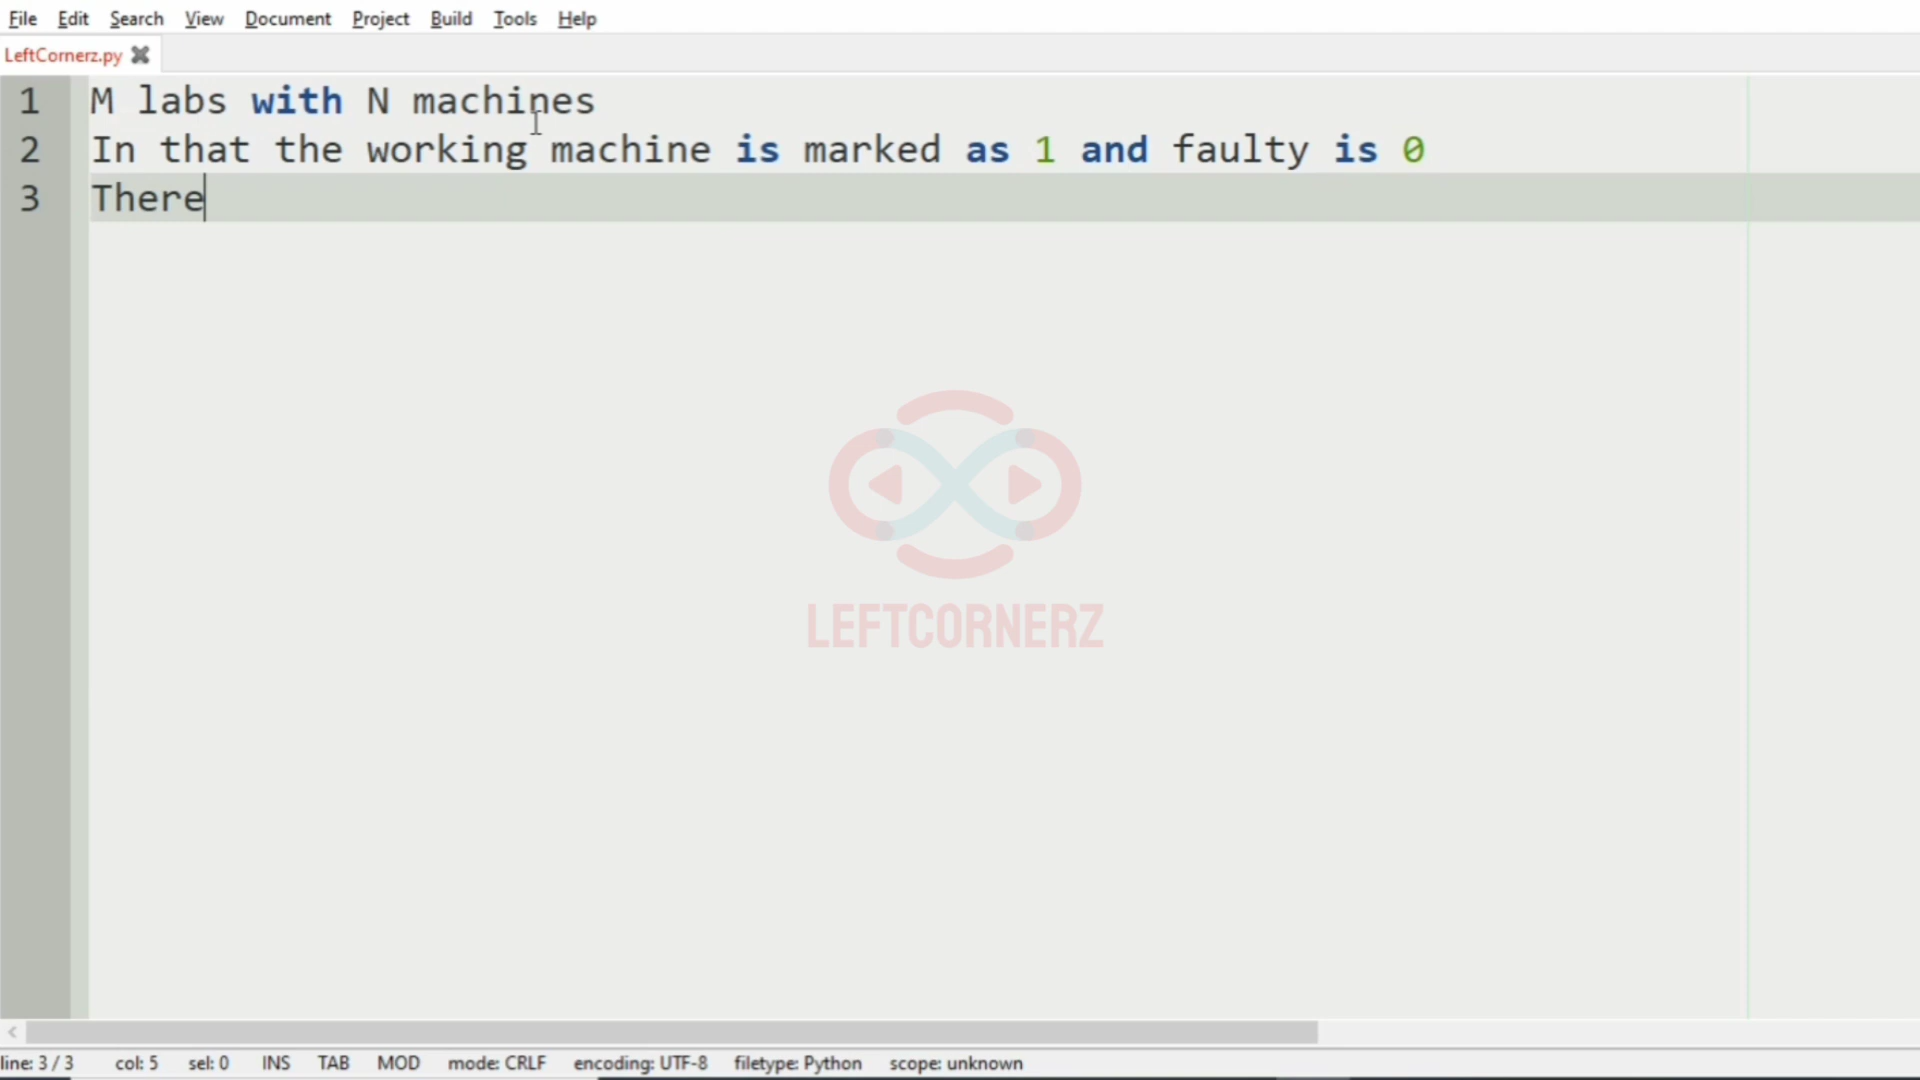 File Edit Search View Document Project Build Tools Help
LeftCornerz.py
1 M labs with N machines
2 In that the working machine is marked as 1 and faulty is 0
3 There
LEFTCORNERZ
line: 3 / 3 col: 5 sel: 0 INS TAB MOD mode: CRLF encoding: UTF-8 filetype: Python scope: unknown